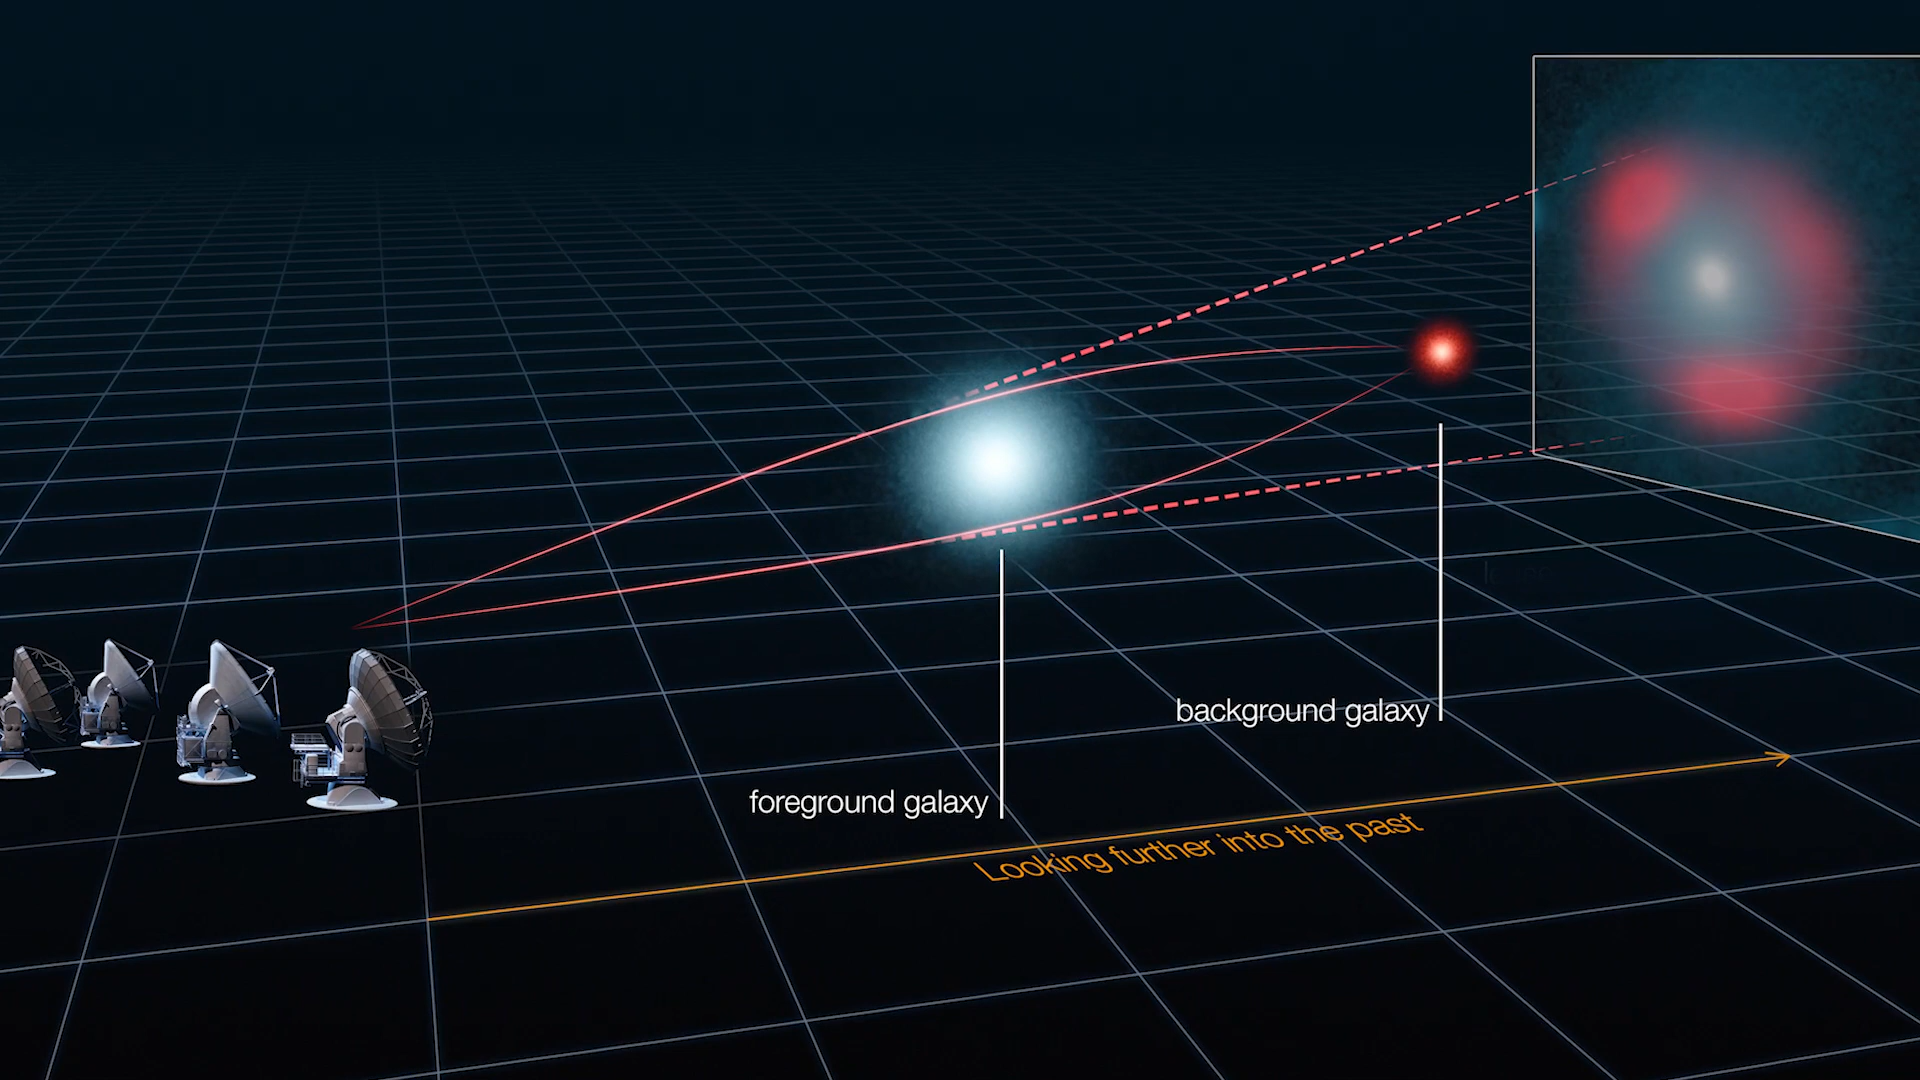 background galaxy
foreground galaxy
Looking further into the past